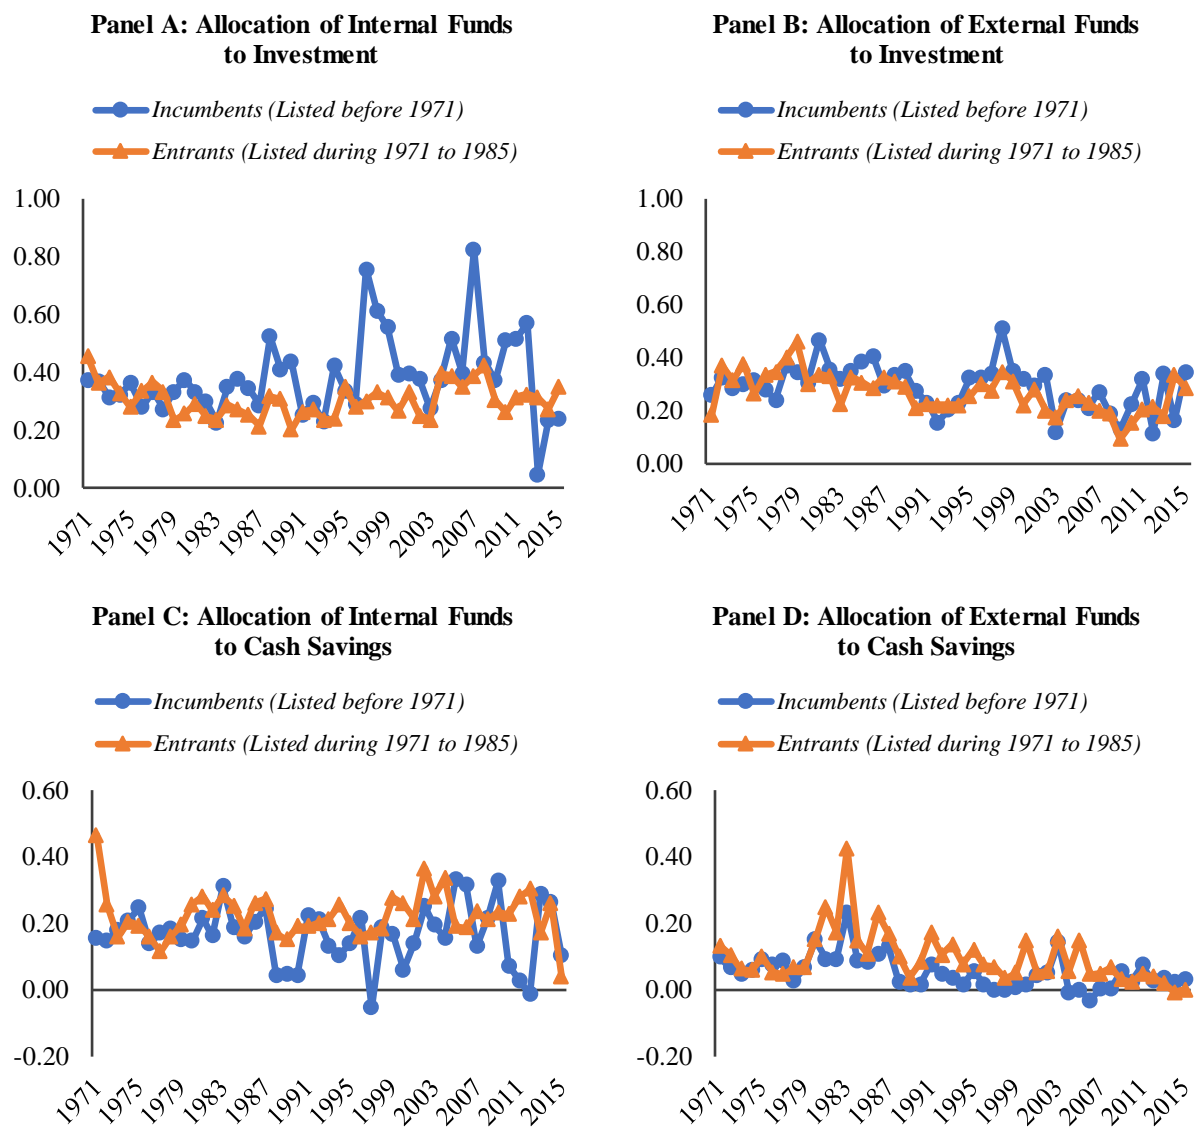 Panel A: Allocation of Internal Funds
to Investment
Incumbents (Listed before 1971)
Entrants (Listed during 1971 to 1985)
1.00
0.80
0.60
0.40
0.20
0.00
1971 1975 1979 1983 1987 1991 1995 1999 2003 2007 2011 2015
Panel B: Allocation of External Funds
to Investment
Incumbents (Listed before 1971)
Entrants (Listed during 1971 to 1985)
1.00
0.80
0.60
0.40
0.20
0.00
1971 1975 1979 1983 1987 1991 1995 1999 2003 2007 2011 2015
Panel C: Allocation of Internal Funds
to Cash Savings
Incumbents (Listed before 1971)
Entrants (Listed during 1971 to 1985)
0.60
0.40
0.20
0.00
-0.20
1971 1975 1979 1983 1987 1991 1995 1999 2003 2007 2011 2015
Panel D: Allocation of External Funds
to Cash Savings
Incumbents (Listed before 1971)
Entrants (Listed during 1971 to 1985)
0.60
0.40
0.20
0.00
-0.20
1971 1975 1979 1983 1987 1991 1995 1999 2003 2007 2011 2015